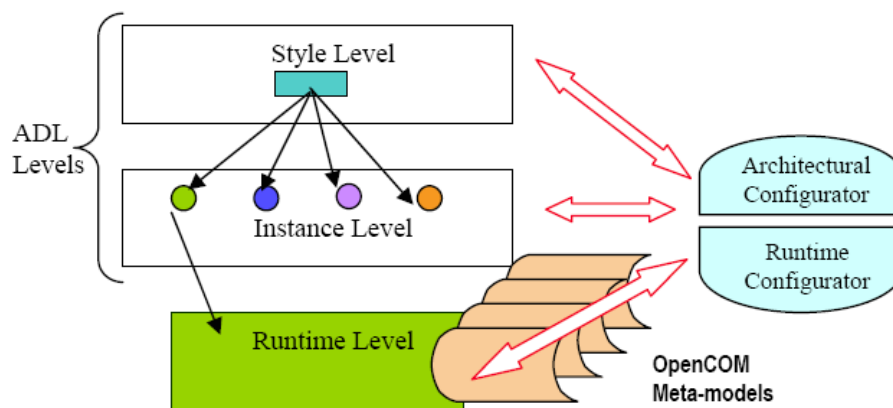 Style Level
ADL
Levels
Instance Level
Architectural
Configurator
Runtime
Configurator
Runtime Level
OpenCOM
Meta-models